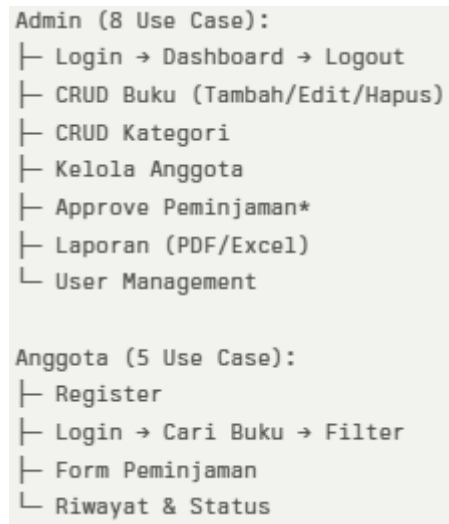 Admin (8 Use Case):
├─ Login → Dashboard → Logout
├─ CRUD Buku (Tambah/Edit/Hapus)
├─ CRUD Kategori
├─ Kelola Anggota
├─ Approve Peminjaman*
├─ Laporan (PDF/Excel)
└─ User Management

Anggota (5 Use Case):
├─ Register
├─ Login → Cari Buku → Filter
├─ Form Peminjaman
└─ Riwayat & Status